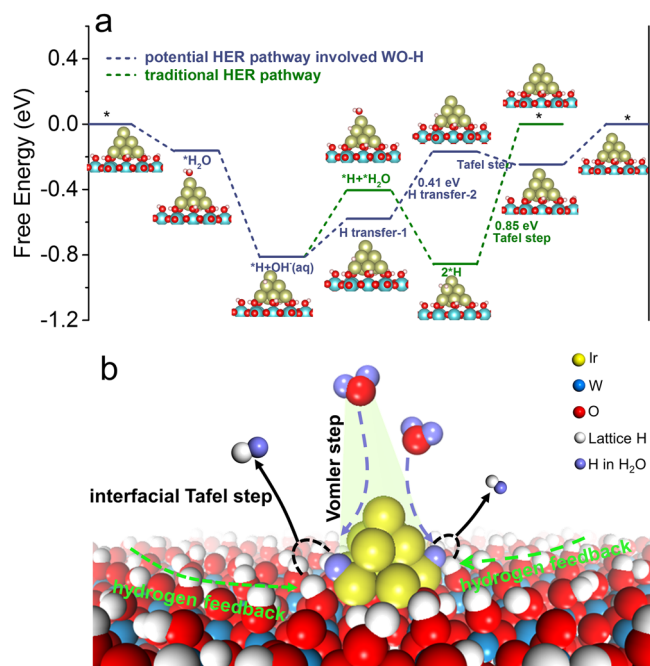 a
potential HER pathway involved WO-H
traditional HER pathway
Free Energy (eV)
0.4
0.0
-0.4
-0.8
-1.2
*
*H₂O
*H+OH⁻(aq)
*H+*H₂O
H transfer-1
0.41 eV
H transfer-2
2*H
Tafel step
0.85 eV
Tafel step
*
*
b
Vomler step
interfacial Tafel step
hydrogen feedback
hydrogen feedback
Ir
W
O
Lattice H
H in H₂O